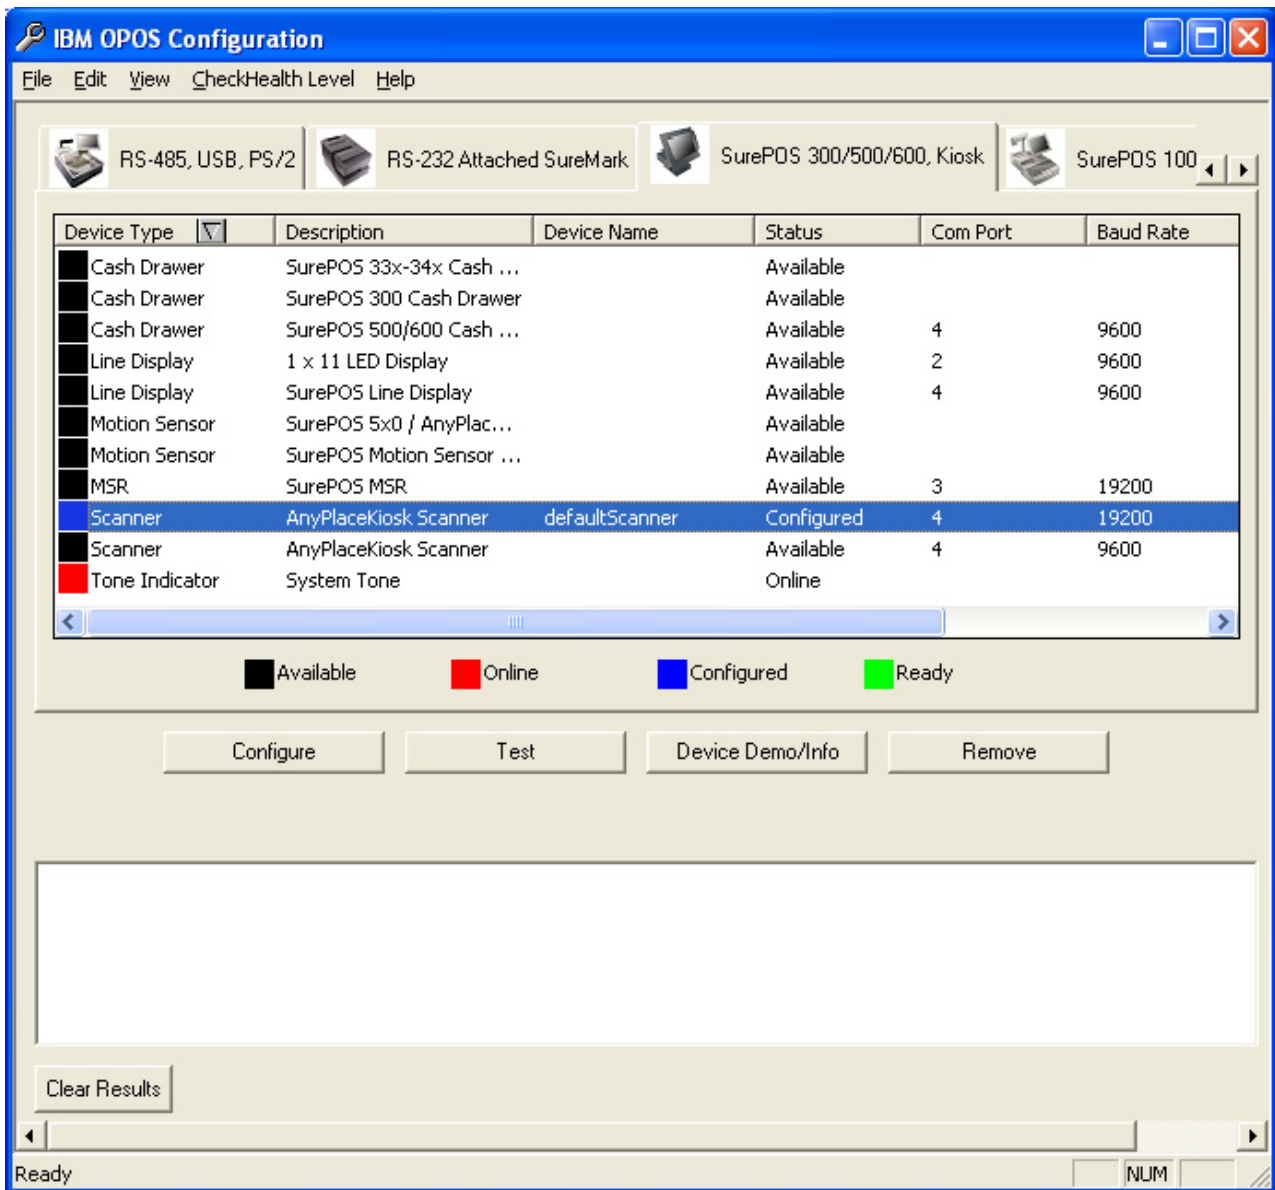 IBM OPOS Configuration
File Edit View CheckHealth Level Help
RS-485, USB, PS/2 RS-232 Attached SureMark SurePOS 300/500/600, Kiosk SurePOS 100
Device Type Description Device Name Status Com Port Baud Rate
Cash Drawer SurePOS 33x-34x Cash ... Available
Cash Drawer SurePOS 300 Cash Drawer Available
Cash Drawer SurePOS 500/600 Cash ... Available 4 9600
Line Display 1 x 11 LED Display Available 2 9600
Line Display SurePOS Line Display Available 4 9600
Motion Sensor SurePOS 5x0 / AnyPlac... Available
Motion Sensor SurePOS Motion Sensor ... Available
MSR SurePOS MSR Available 3 19200
Scanner AnyPlaceKiosk Scanner defaultScanner Configured 4 19200
Scanner AnyPlaceKiosk Scanner Available 4 9600
Tone Indicator System Tone Online
Available Online Configured Ready
Configure Test Device Demo/Info Remove
Clear Results
Ready NUM